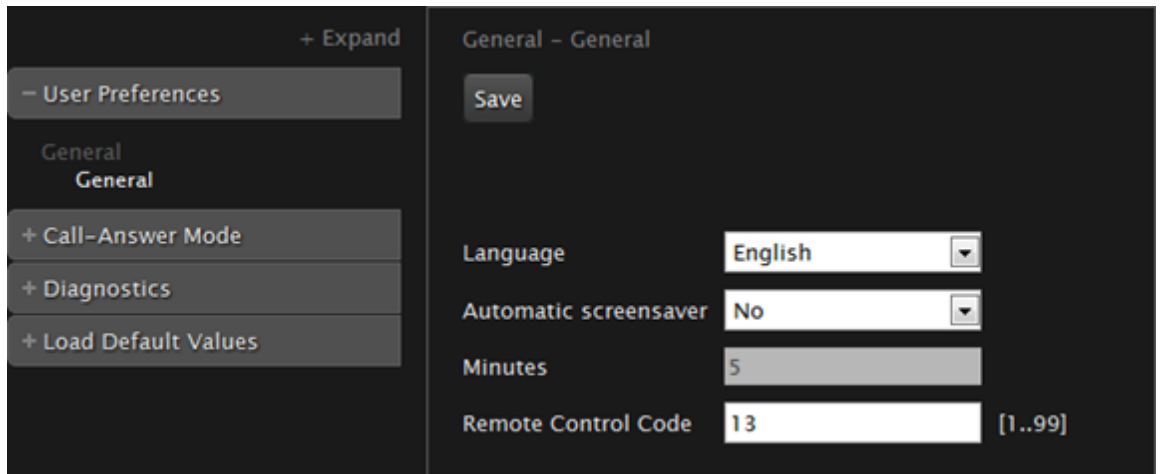 + Expand
− User Preferences
General
General
+ Call-Answer Mode
+ Diagnostics
+ Load Default Values
General - General
Save
Language English
Automatic screensaver No
Minutes 5
Remote Control Code 13 [1..99]